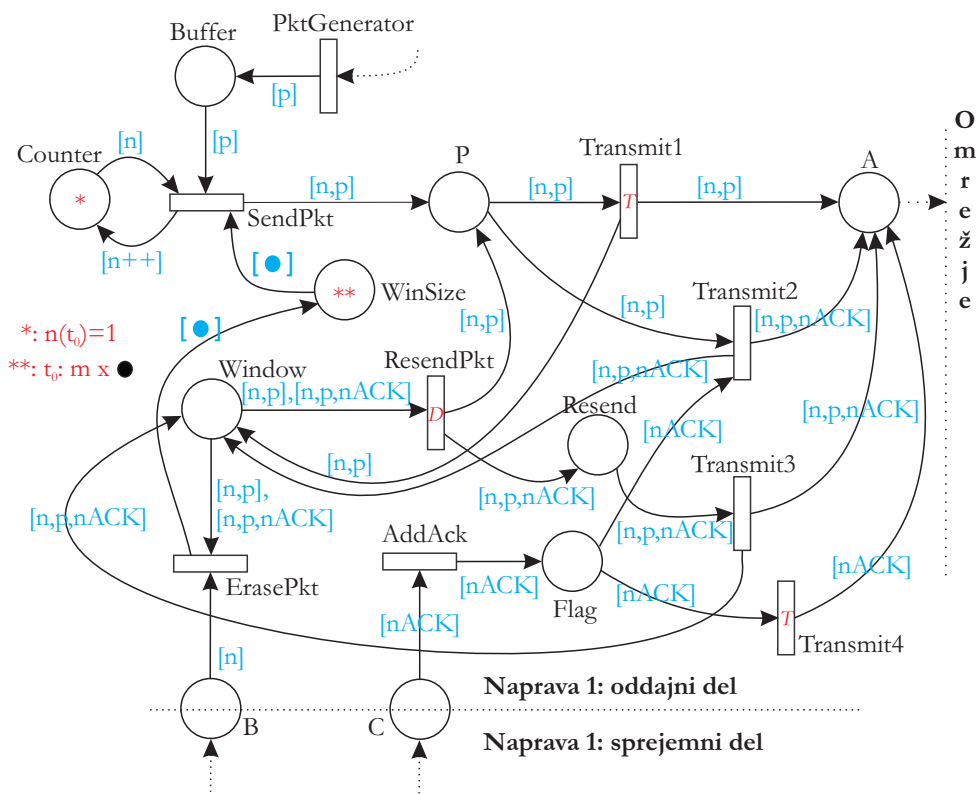 Buffer
PktGenerator
[p]
[n]
[p]
Counter
*
SendPkt
[n++]
[n,p]
P
[n,p]
Transmit1
T
[n,p]
A
Omrežje
[●]
**
WinSize
[●]
*: n(t₀)=1
**: t₀: m x ●
[n,p]
[n,p]
Transmit2
[n,p,nACK]
Window
[n,p],[n,p,nACK]
ResendPkt
D
[n,p,nACK]
Resend
[nACK]
[n,p,nACK]
[n,p]
Transmit3
[n,p],
[n,p,nACK]
[n,p,nACK]
[n,p,nACK]
[n,p,nACK]
AddAck
ErasePkt
[nACK]
Flag
[nACK]
[nACK]
T
Transmit4
[nACK]
[n]
Naprava 1: oddajni del
B
C
Naprava 1: sprejemni del